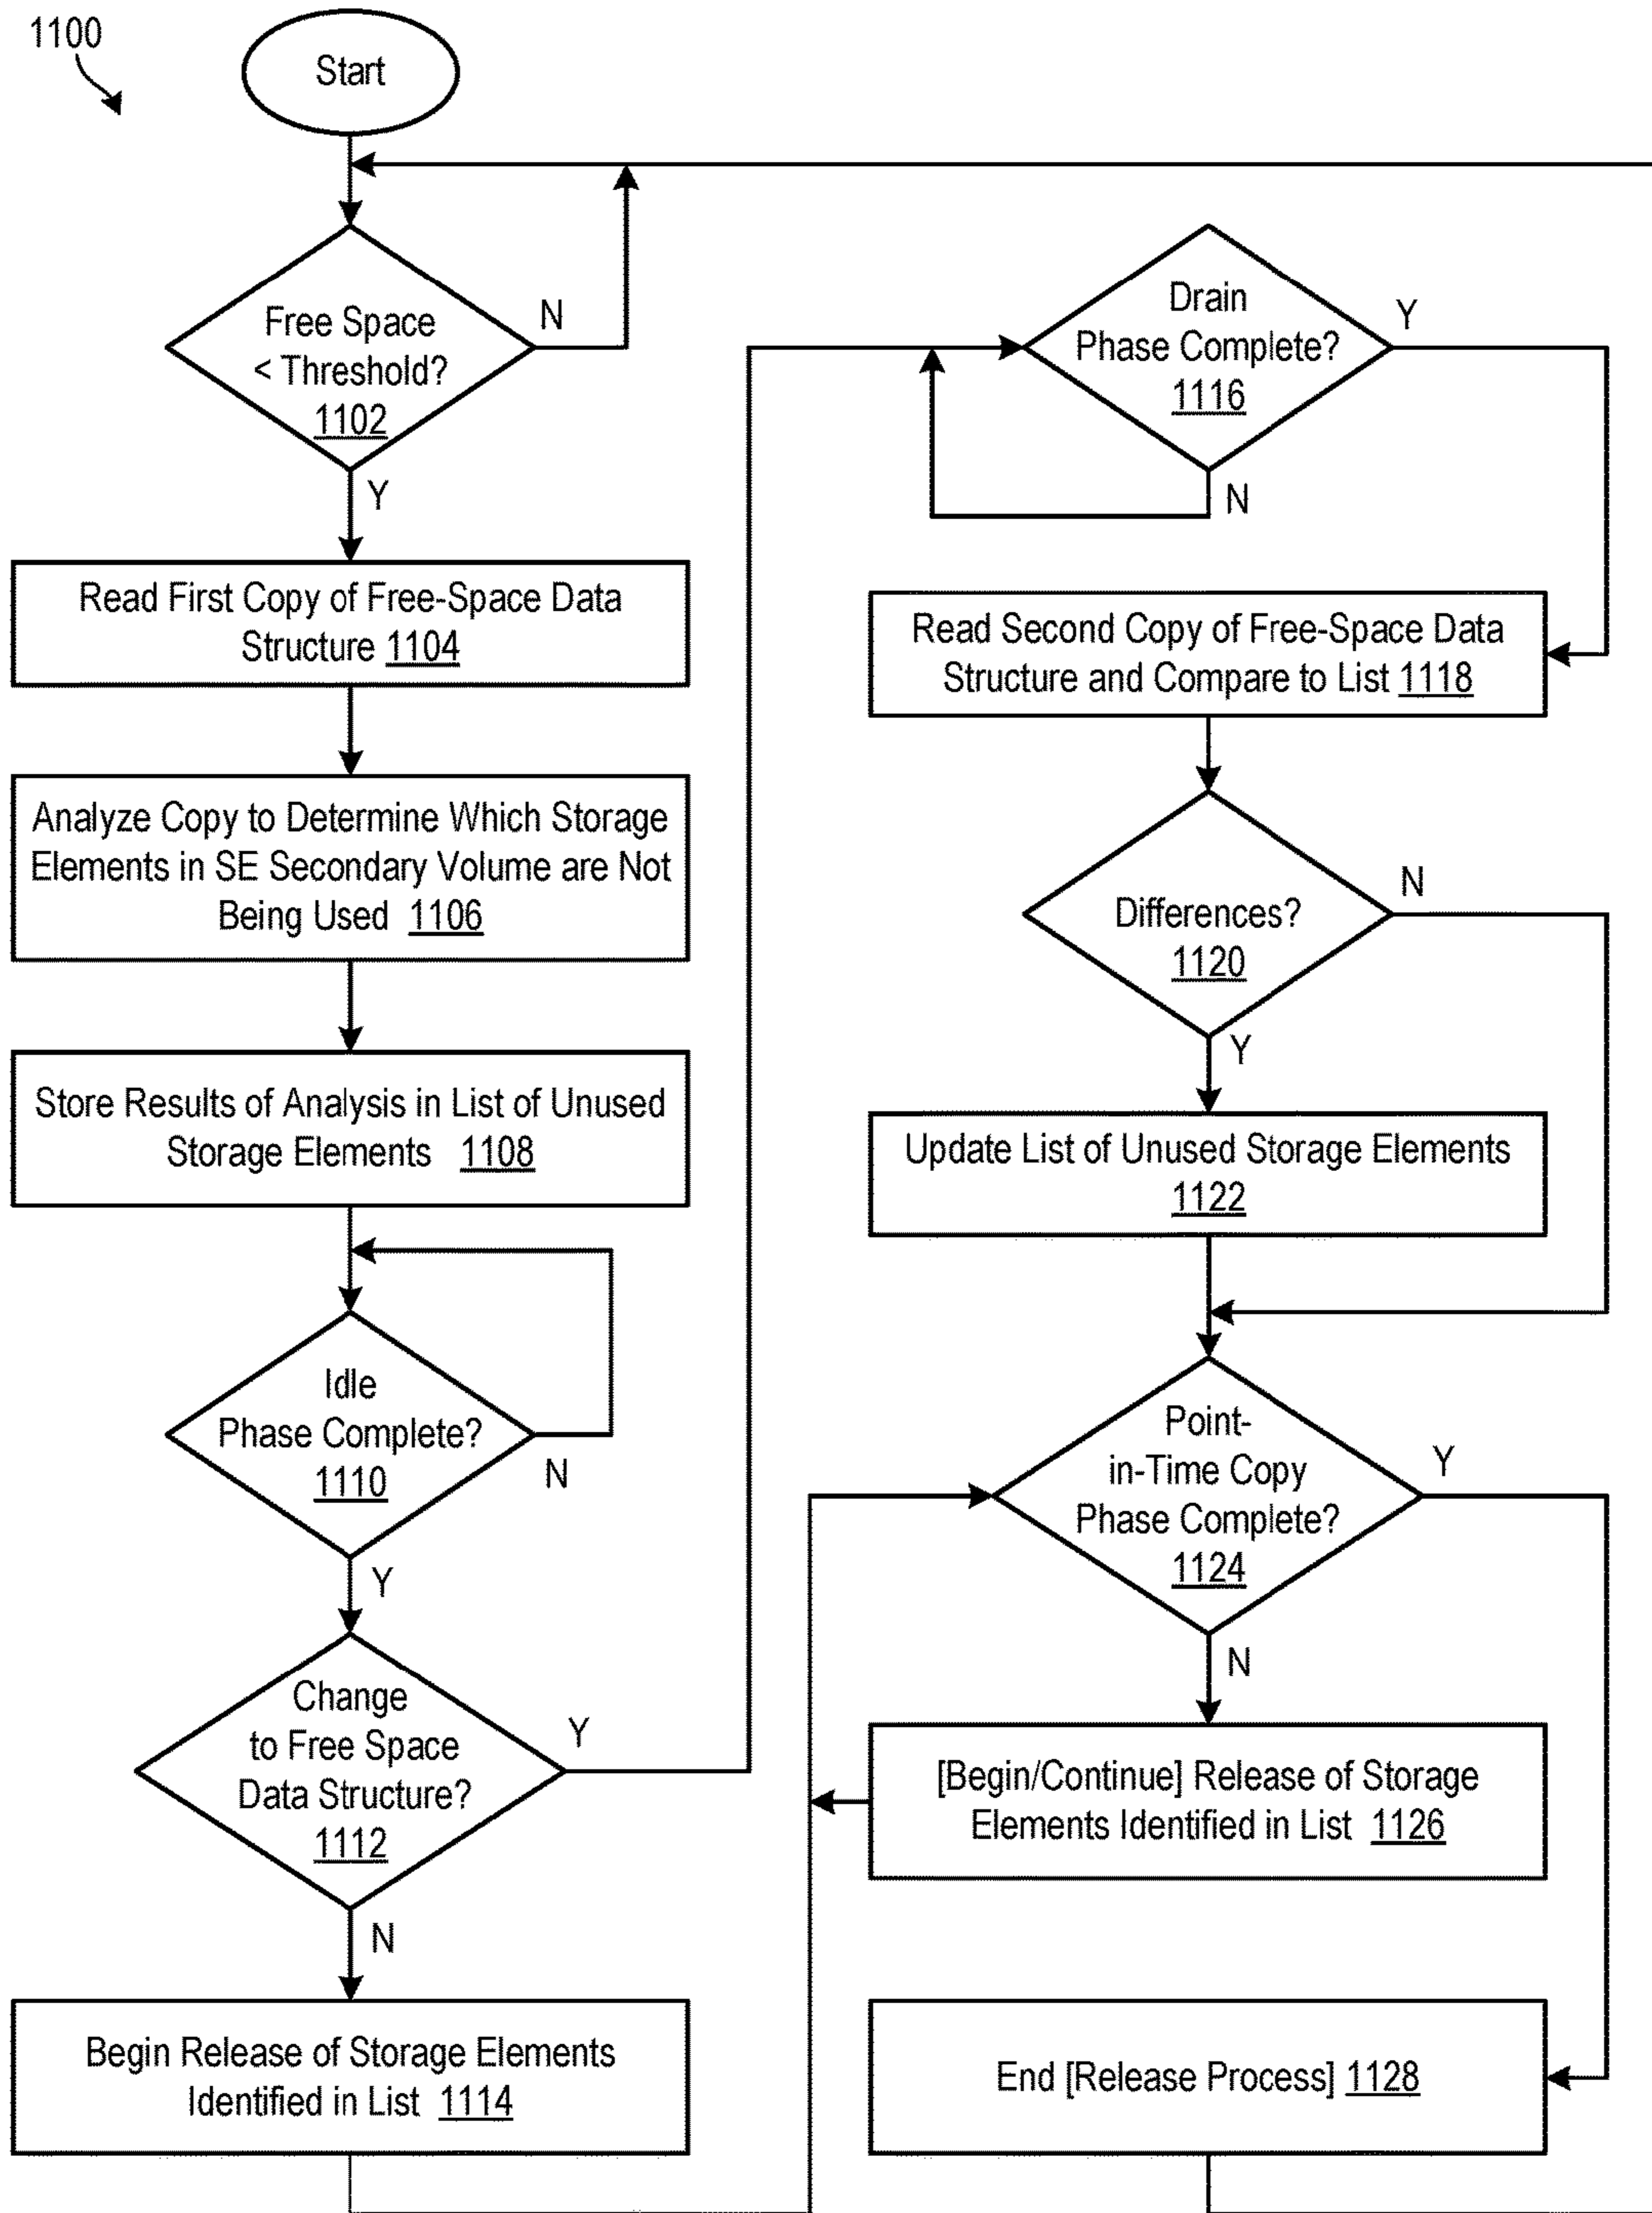 1100
Start
Free Space
< Threshold?
1102
N
Y
Read First Copy of Free-Space Data
Structure 1104
Analyze Copy to Determine Which Storage
Elements in SE Secondary Volume are Not
Being Used 1106
Store Results of Analysis in List of Unused
Storage Elements 1108
Idle
Phase Complete?
1110
N
Y
Change
to Free Space
Data Structure?
1112
Y
N
Begin Release of Storage Elements
Identified in List 1114
Drain
Phase Complete?
1116
Y
N
Read Second Copy of Free-Space Data
Structure and Compare to List 1118
Differences?
1120
N
Y
Update List of Unused Storage Elements
1122
Point-
in-Time Copy
Phase Complete?
1124
Y
N
[Begin/Continue] Release of Storage
Elements Identified in List 1126
End [Release Process] 1128